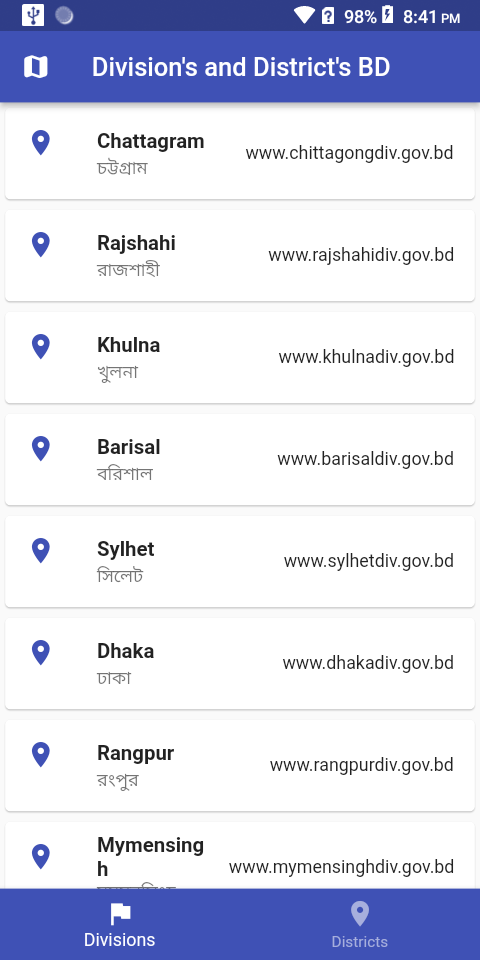 98% 8:41 PM
Division's and District's BD
Chattagram
চট্টগ্রাম
www.chittagongdiv.gov.bd
Rajshahi
রাজশাহী
www.rajshahidiv.gov.bd
Khulna
খুলনা
www.khulnadiv.gov.bd
Barisal
বরিশাল
www.barisaldiv.gov.bd
Sylhet
সিলেট
www.sylhetdiv.gov.bd
Dhaka
ঢাকা
www.dhakadiv.gov.bd
Rangpur
রংপুর
www.rangpurdiv.gov.bd
Mymensing
h
www.mymensinghdiv.gov.bd
Divisions
Districts